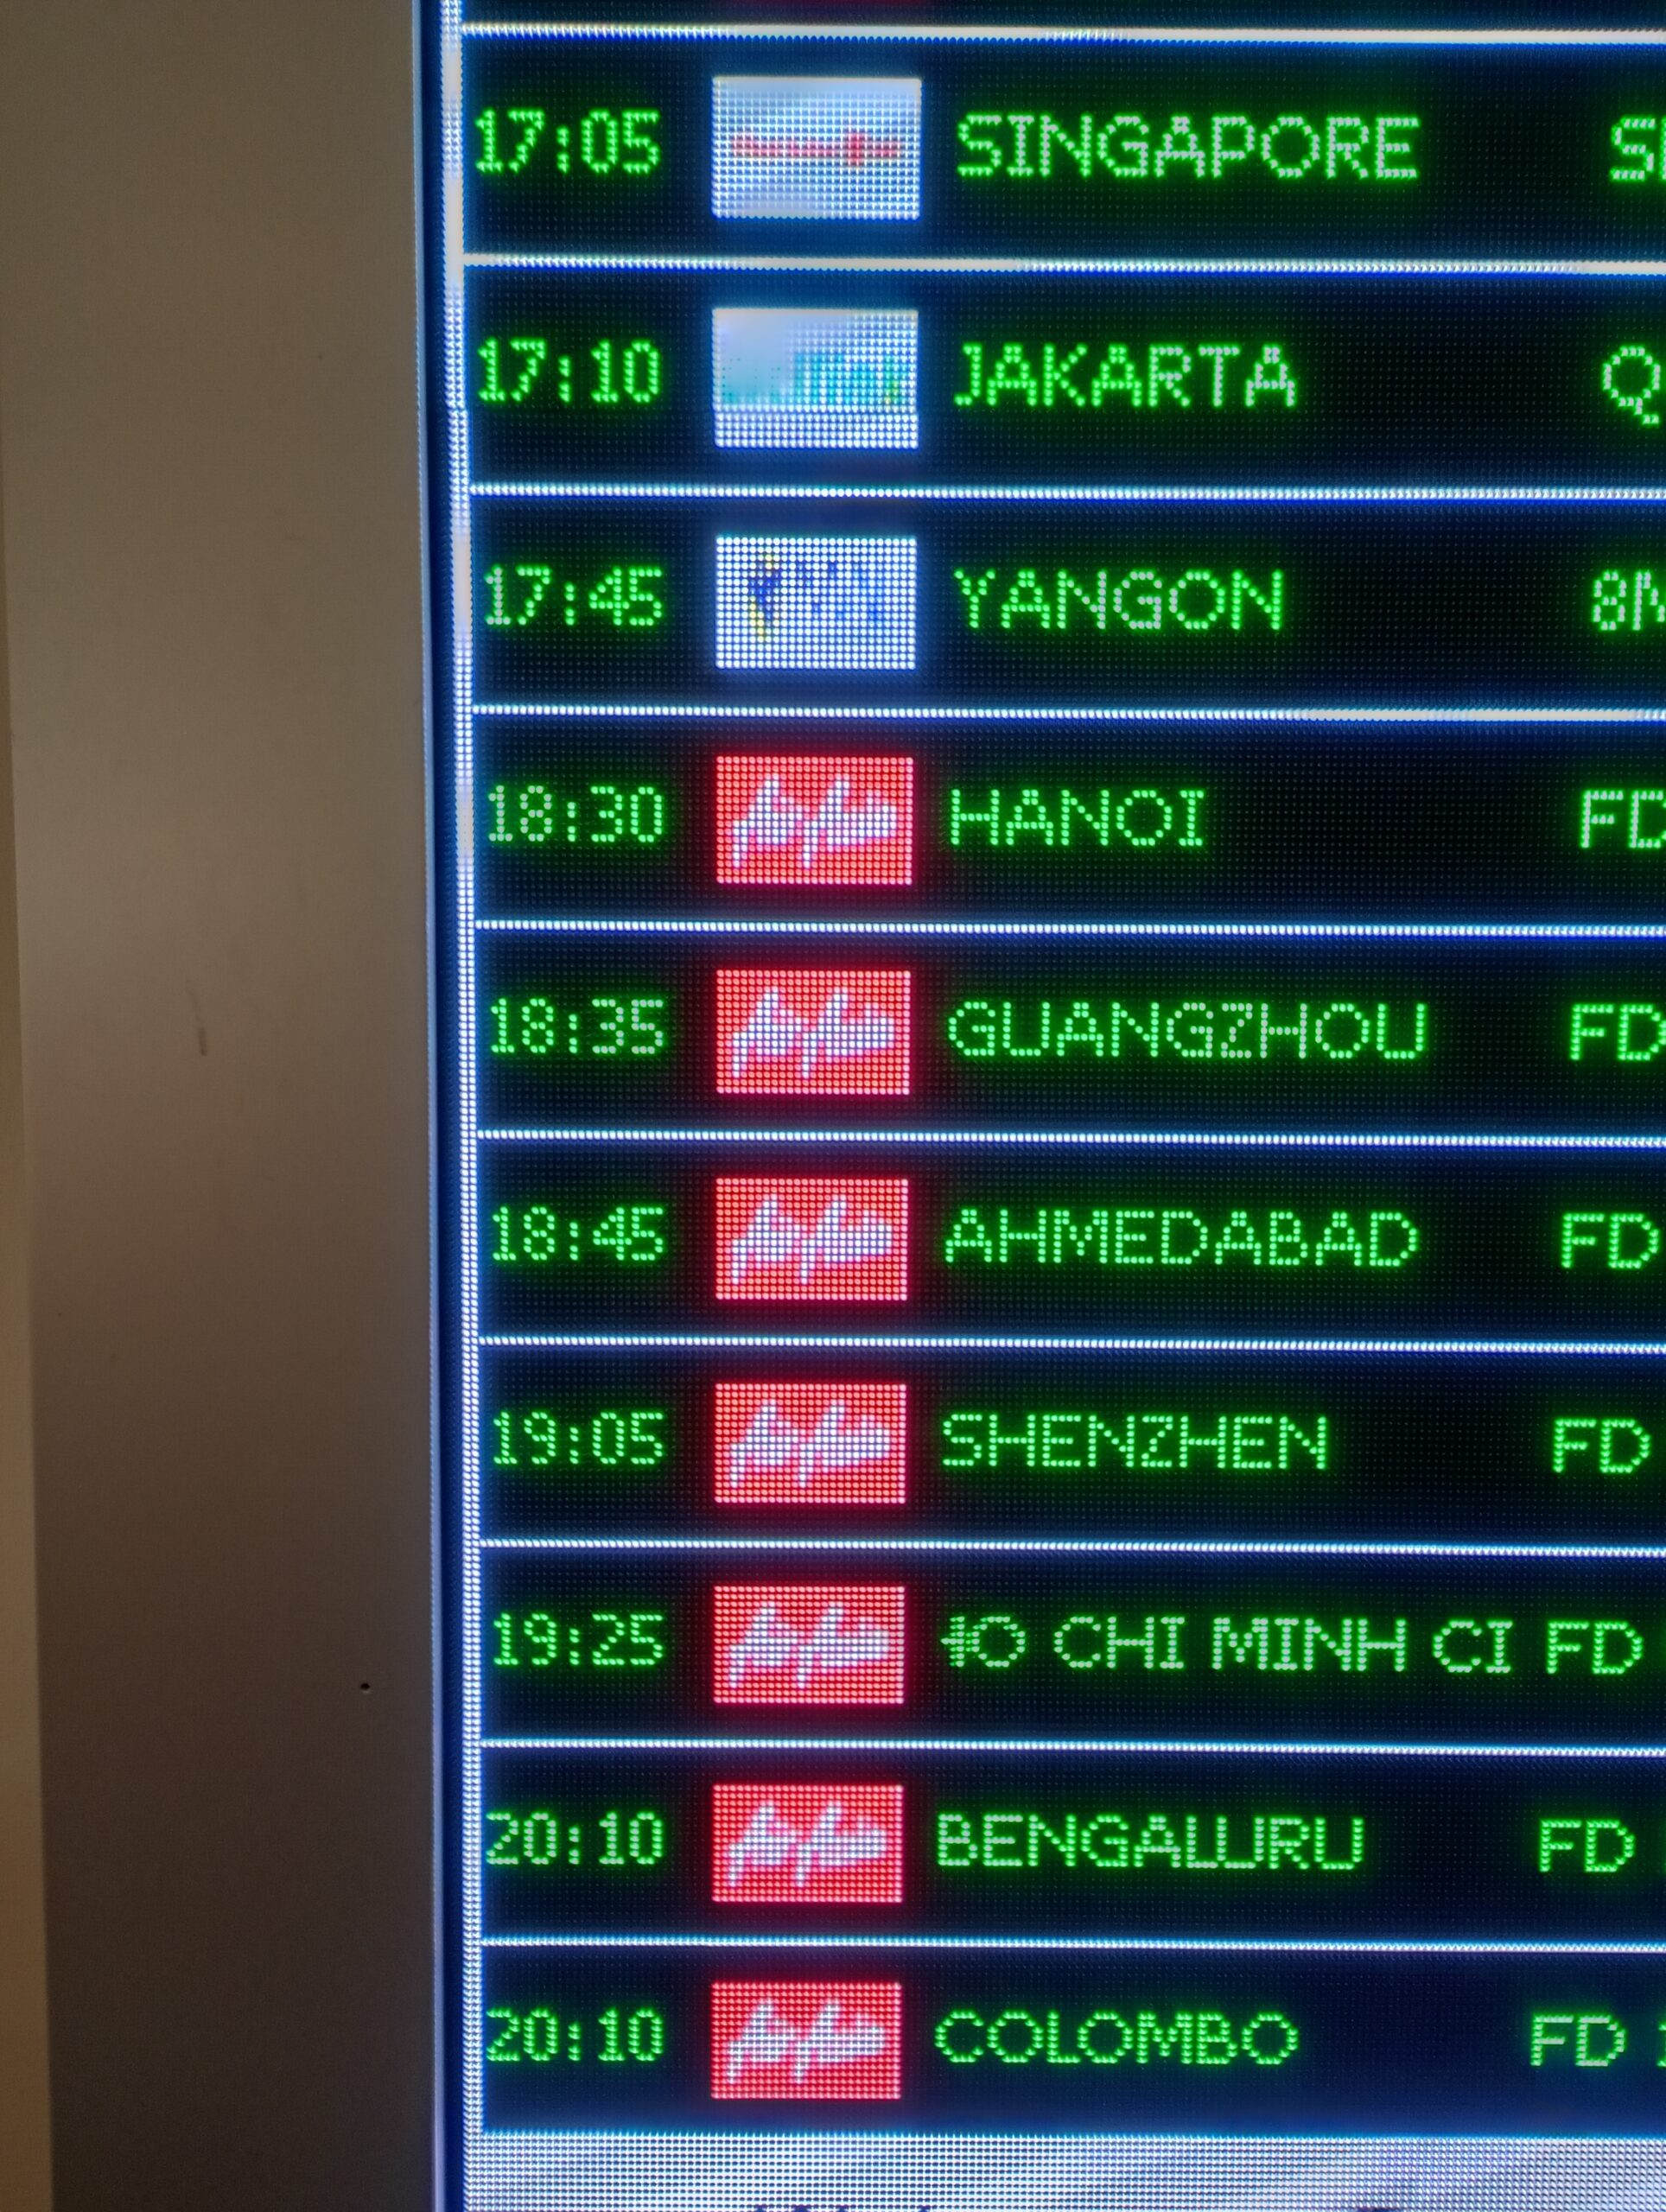 17:05 SINGAPORE
17:10 JAKARTA Q
17:45 YANGON 8M
18:30 HANOI FD
18:35 GUANGZHOU FD
18:45 AHMEDABAD FD
19:05 SHENZHEN FD
19:25 HO CHI MINH CI FD
20:10 BENGALURU FD
20:10 COLOMBO FD